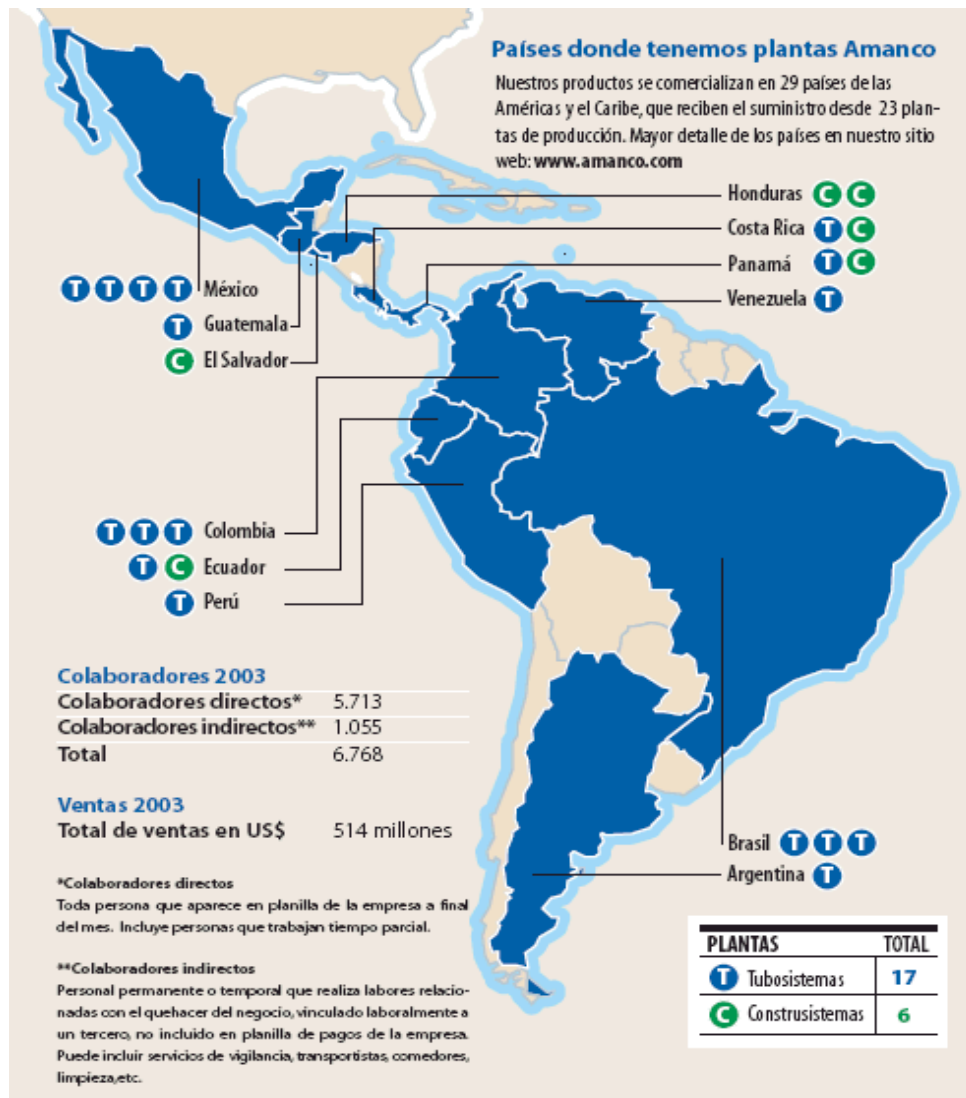 Países donde tenemos plantas Amanco
Nuestros productos se comercializan en 29 países de las
Américas y el Caribe, que reciben el suministro desde 23 plan-
tas de producción. Mayor detalle de los países en nuestro sitio
web: www.amanco.com
Honduras C C
Costa Rica T C
Panamá T C
Venezuela T
T T T T México
T Guatemala
C El Salvador
T T T Colombia
T C Ecuador
T Perú
Colaboradores 2003
Colaboradores directos* 5.713
Colaboradores indirectos** 1.055
Total 6.768
Ventas 2003
Total de ventas en US$ 514 millones
*Colaboradores directos
Toda persona que aparece en planilla de la empresa a final
del mes. Incluye personas que trabajan tiempo parcial.
**Colaboradores indirectos
Personal permanente o temporal que realiza labores relacio-
nadas con el quehacer del negocio, vinculado laboralmente a
un tercero, no incluido en planilla de pagos de la empresa.
Puede incluir servicios de vigilancia, transportistas, comedores,
limpieza,etc.
Brasil T T T
Argentina T
PLANTAS TOTAL
T Tubosistemas 17
C Construsistemas 6